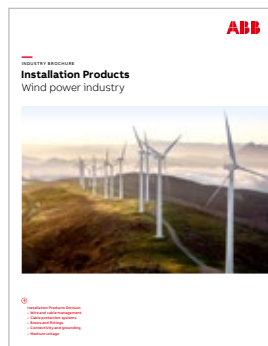 ABB
INDUSTRY BROCHURE
Installation Products
Wind power industry
Installation Products Division
- Wire and cable management
- Cable protection systems
- Boxes and fittings
- Connectivity and grounding
- Medium voltage